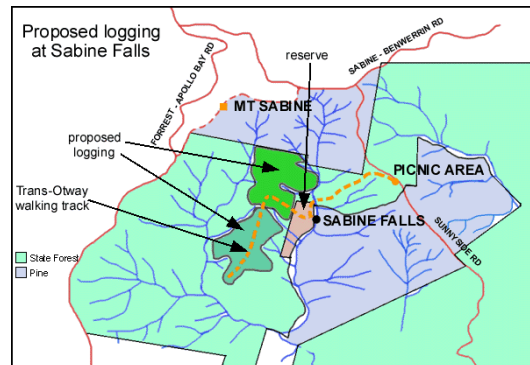 Proposed logging
at Sabine Falls
reserve
SABINE - BENWERRIN RD
FORREST - APOLLO BAY RD
MT SABINE
proposed
logging
PICNIC AREA
Trans-Otway
walking track
SABINE FALLS
SUNNYSIDE RD
State Forest
Pine